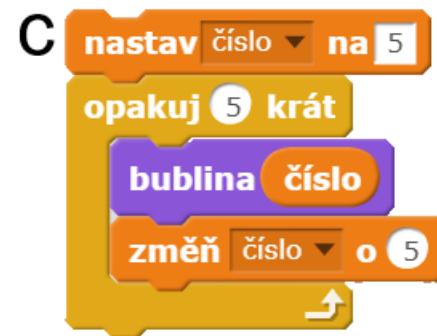 C nastav číslo na 5
opakuj 5 krát
bublina číslo
změň číslo o 5